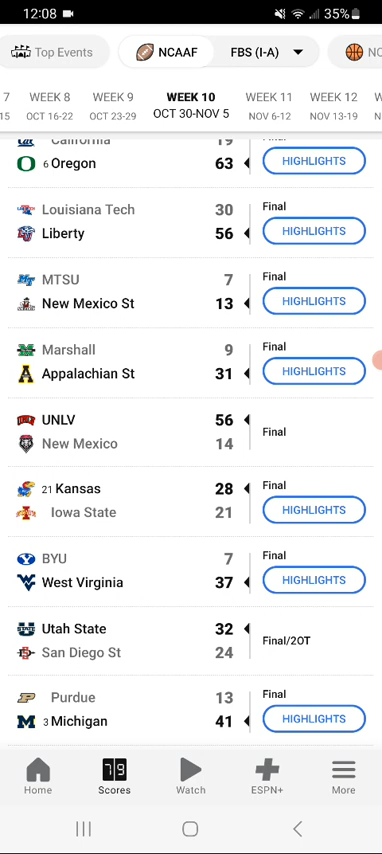 12:08 35%
Top Events NCAAF FBS (I-A) NC
7 WEEK 8 WEEK 9 WEEK 10 WEEK 11 WEEK 12 W
15 OCT 16-22 OCT 23-29 OCT 30-NOV 5 NOV 6-12 NOV 13-19 N
California 19 Final
6 Oregon 63 HIGHLIGHTS
Louisiana Tech 30 Final
Liberty 56 HIGHLIGHTS
MTSU 7 Final
New Mexico St 13 HIGHLIGHTS
Marshall 9 Final
Appalachian St 31 HIGHLIGHTS
UNLV 56
Final
New Mexico 14
21 Kansas 28 Final
Iowa State 21 HIGHLIGHTS
BYU 7 Final
West Virginia 37 HIGHLIGHTS
Utah State 32
Final/2OT
San Diego St 24
Purdue 13 Final
3 Michigan 41 HIGHLIGHTS
Home Scores Watch ESPN+ More